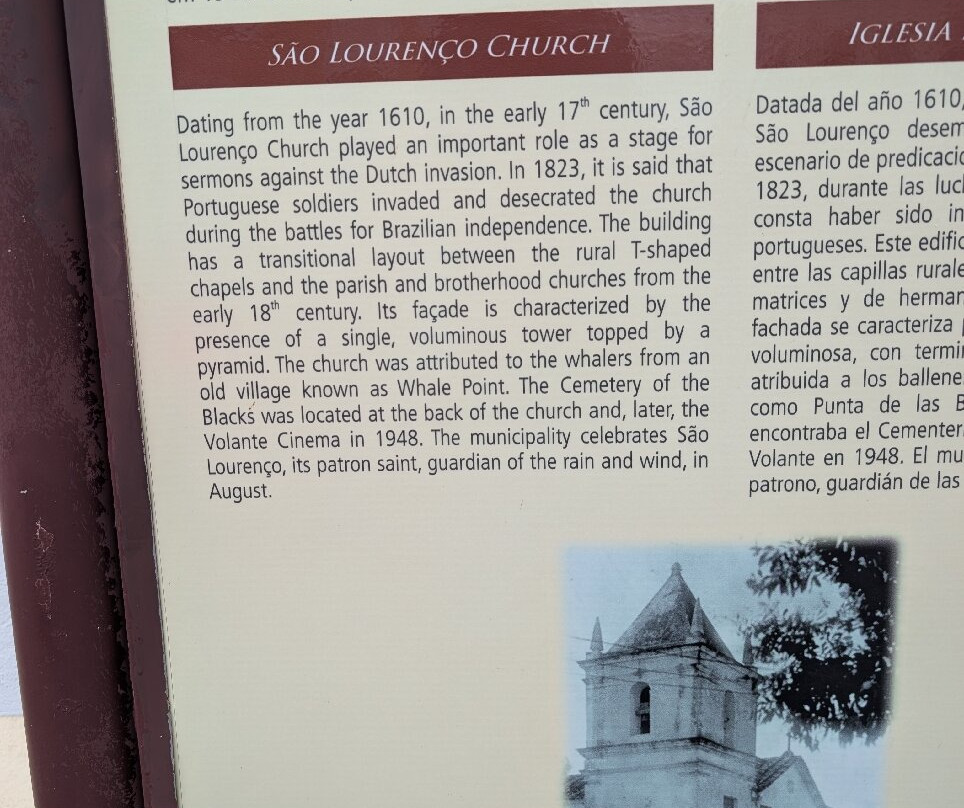 SÃO LOURENÇO CHURCH
Dating from the year 1610, in the early 17th century, São
Lourenço Church played an important role as a stage for
sermons against the Dutch invasion. In 1823, it is said that
Portuguese soldiers invaded and desecrated the church
during the battles for Brazilian independence. The building
has a transitional layout between the rural T-shaped
chapels and the parish and brotherhood churches from the
early 18th century. Its façade is characterized by the
presence of a single, voluminous tower topped by a
pyramid. The church was attributed to the whalers from an
old village known as Whale Point. The Cemetery of the
Blacks was located at the back of the church and, later, the
Volante Cinema in 1948. The municipality celebrates São
Lourenço, its patron saint, guardian of the rain and wind, in
August.
IGLESIA
Datada del año 1610,
São Lourenço desem
escenario de predicació
1823, durante las luch
consta haber sido in
portugueses. Este edific
entre las capillas rurale
matrices y de herman
fachada se caracteriza
voluminosa, con termin
atribuida a los ballene
como Punta de las B
encontraba el Cementer
Volante en 1948. El mu
patrono, guardián de las